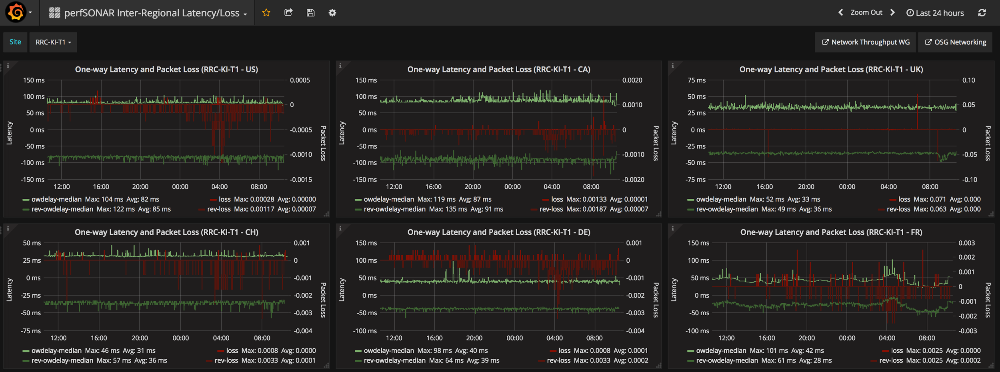 perfSONAR Inter-Regional Latency/Loss
Zoom Out
Last 24 hours
Site
RRC-KI-T1
Network Throughput WG
OSG Networking
One-way Latency and Packet Loss (RRC-KI-T1 - US)
150 ms
100 ms
50 ms
0 ms
-50 ms
-100 ms
-150 ms
Latency
0.0005
0
-0.0005
-0.0010
-0.0015
Packet Loss
12:00 16:00 20:00 00:00 04:00 08:00
owdelay-median Max: 104 ms Avg: 82 ms
loss Max: 0.00028 Avg: 0.00000
rev-owdelay-median Max: 122 ms Avg: 85 ms
rev-loss Max: 0.00117 Avg: 0.00007
One-way Latency and Packet Loss (RRC-KI-T1 - CA)
150 ms
100 ms
50 ms
0 ms
-50 ms
-100 ms
-150 ms
Latency
0.0020
0.0010
0
-0.0010
-0.0020
Packet Loss
12:00 16:00 20:00 00:00 04:00 08:00
owdelay-median Max: 119 ms Avg: 87 ms
loss Max: 0.00133 Avg: 0.00001
rev-owdelay-median Max: 135 ms Avg: 91 ms
rev-loss Max: 0.00187 Avg: 0.00007
One-way Latency and Packet Loss (RRC-KI-T1 - UK)
75 ms
50 ms
25 ms
0 ms
-25 ms
-50 ms
-75 ms
Latency
0.10
0.05
0
-0.05
-0.10
Packet Loss
12:00 16:00 20:00 00:00 04:00 08:00
owdelay-median Max: 52 ms Avg: 33 ms
loss Max: 0.071 Avg: 0.000
rev-owdelay-median Max: 49 ms Avg: 36 ms
rev-loss Max: 0.063 Avg: 0.000
One-way Latency and Packet Loss (RRC-KI-T1 - CH)
50 ms
25 ms
0 ms
-25 ms
-50 ms
-75 ms
Latency
0.001
0
-0.001
-0.002
-0.003
-0.004
Packet Loss
12:00 16:00 20:00 00:00 04:00 08:00
owdelay-median Max: 46 ms Avg: 31 ms
loss Max: 0.0008 Avg: 0.0000
rev-owdelay-median Max: 57 ms Avg: 36 ms
rev-loss Max: 0.0033 Avg: 0.0001
One-way Latency and Packet Loss (RRC-KI-T1 - DE)
150 ms
100 ms
50 ms
0 ms
-50 ms
-100 ms
Latency
0.001
0
-0.001
-0.002
-0.003
-0.004
Packet Loss
12:00 16:00 20:00 00:00 04:00 08:00
owdelay-median Max: 98 ms Avg: 40 ms
loss Max: 0.0008 Avg: 0.0001
rev-owdelay-median Max: 64 ms Avg: 39 ms
rev-loss Max: 0.0033 Avg: 0.0002
One-way Latency and Packet Loss (RRC-KI-T1 - FR)
150 ms
100 ms
50 ms
0 ms
-50 ms
-100 ms
Latency
0.003
0.002
0.001
0
-0.001
-0.002
-0.003
Packet Loss
12:00 16:00 20:00 00:00 04:00 08:00
owdelay-median Max: 101 ms Avg: 42 ms
loss Max: 0.0025 Avg: 0.0000
rev-owdelay-median Max: 61 ms Avg: 28 ms
rev-loss Max: 0.0025 Avg: 0.0002